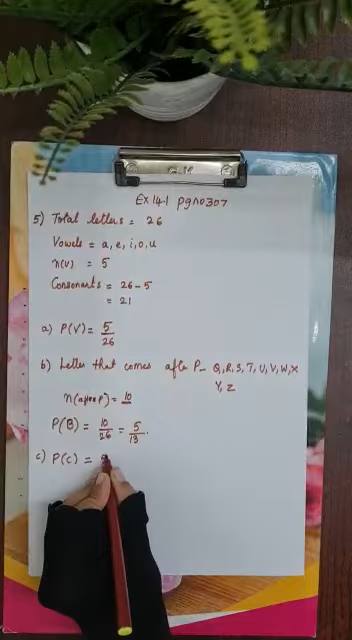 Ex 14.1 pg no 307
5) Total letters = 26
Vowels = a, e, i, o, u
n(v) = 5
Consonants = 26 - 5
= 21
a) P(V) = 5/26
b) Letter that comes after P - Q, R, S, T, U, V, W, X
Y, Z
n(after P) = 10
P(B) = 10/26 = 5/13.
c) P(C) =